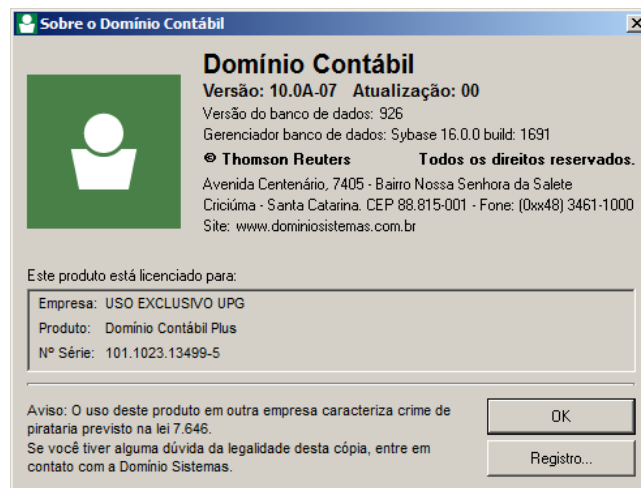 Sobre o Domínio Contábil
Domínio Contábil
Versão: 10.0A-07 Atualização: 00
Versão do banco de dados: 926
Gerenciador banco de dados: Sybase 16.0.0 build: 1691
© Thomson Reuters Todos os direitos reservados.
Avenida Centenário, 7405 - Bairro Nossa Senhora da Salete
Criciúma - Santa Catarina. CEP 88.815-001 - Fone: (0xx48) 3461-1000
Site: www.dominiosistemas.com.br
Este produto está licenciado para:
Empresa: USO EXCLUSIVO UPG
Produto: Domínio Contábil Plus
Nº Série: 101.1023.13499-5
Aviso: O uso deste produto em outra empresa caracteriza crime de
pirataria previsto na lei 7.646.
Se você tiver alguma dúvida da legalidade desta cópia, entre em
contato com a Domínio Sistemas.
OK
Registro...